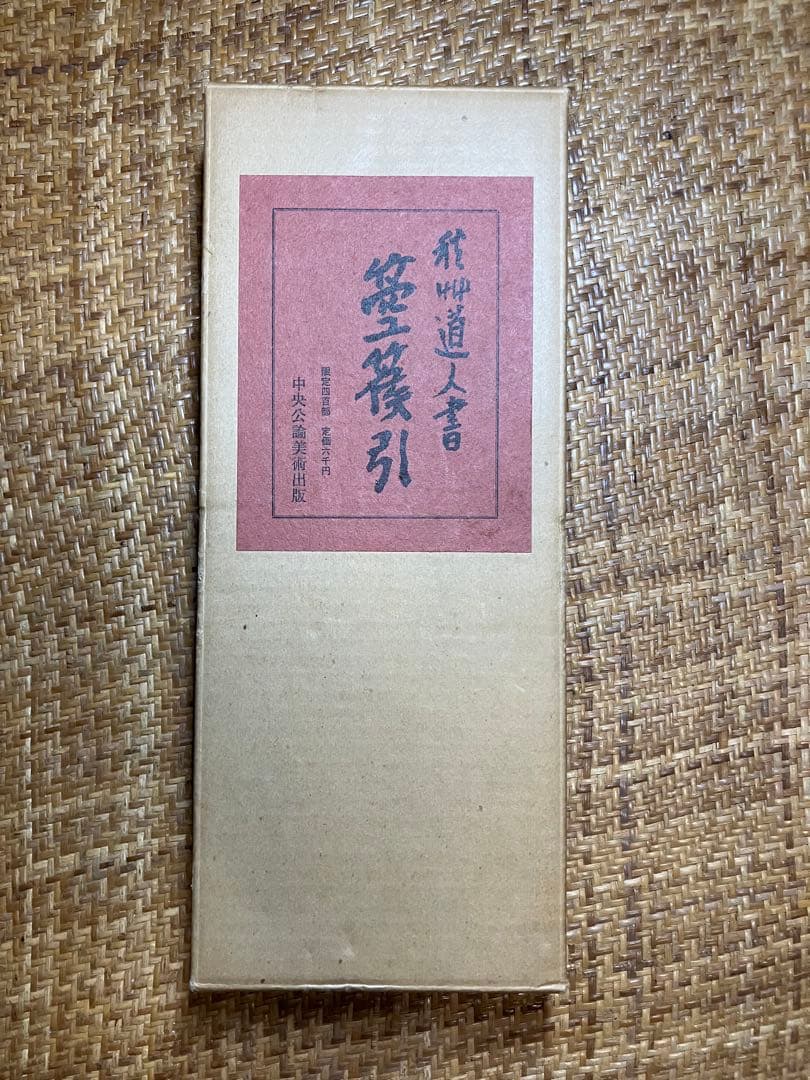 秋艸道人書
箜篌引
限定四百部 定価六千円
中央公論美術出版